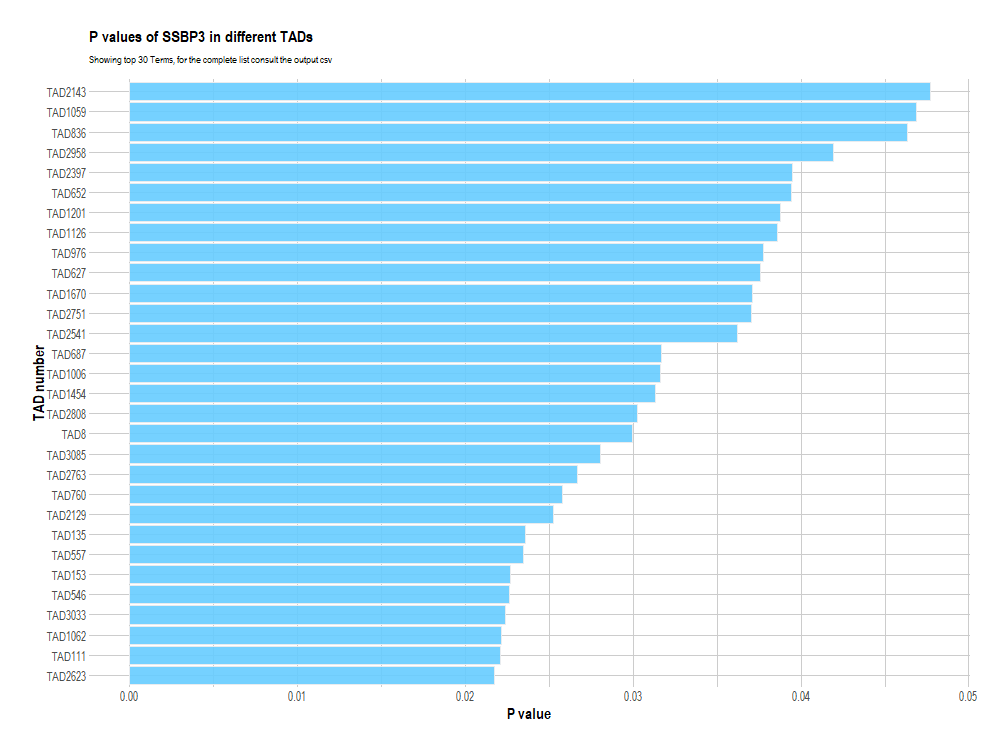 P values of SSBP3 in different TADs
Showing top 30 Terms, for the complete list consult the output csv
TAD2143
TAD1059
TAD836
TAD2958
TAD2397
TAD652
TAD1201
TAD1126
TAD976
TAD627
TAD1670
TAD2751
TAD2541
TAD687
TAD1006
TAD1454
TAD2808
TAD8
TAD3085
TAD2763
TAD760
TAD2129
TAD135
TAD557
TAD153
TAD546
TAD3033
TAD1062
TAD111
TAD2623
TAD number
0.00 0.01 0.02 0.03 0.04 0.05
P value